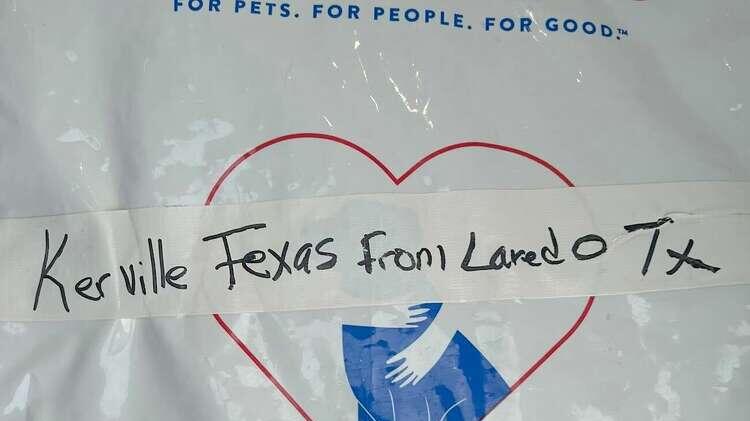 FOR PETS. FOR PEOPLE. FOR GOOD.™
Kerville Texas From Laredo Tx